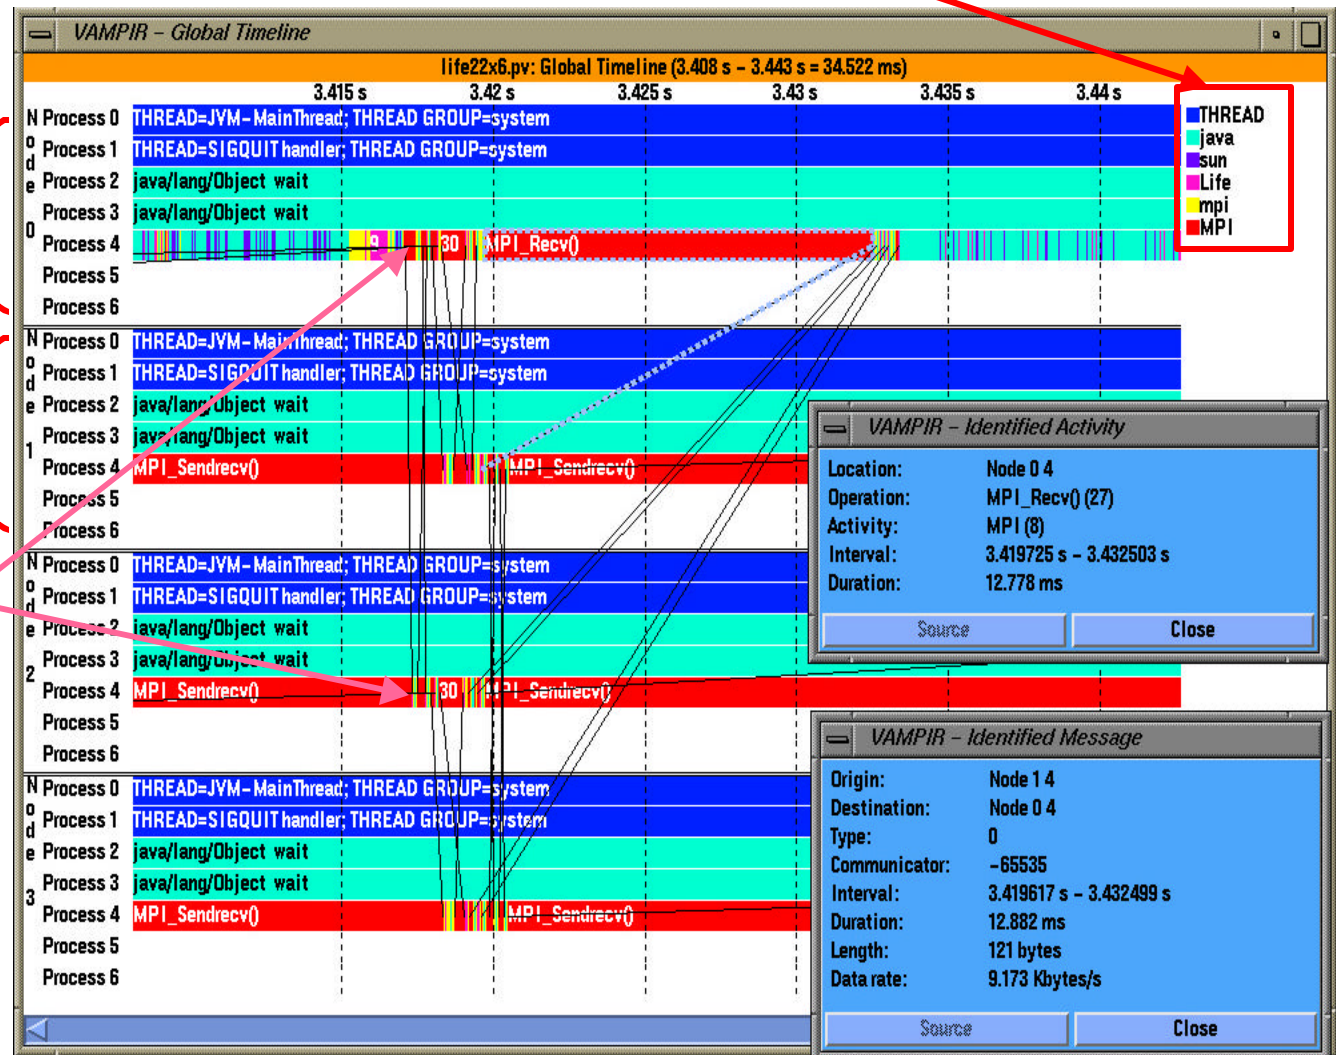 VAMPIR – Global Timeline
life22x6.pv: Global Timeline (3.408 s – 3.443 s = 34.522 ms)
3.415 s 3.42 s 3.425 s 3.43 s 3.435 s 3.44 s
THREAD
java
sun
Life
mpi
MPI
Node 0
Process 0 THREAD=JVM-MainThread; THREAD GROUP=system
Process 1 THREAD=SIGQUIT handler; THREAD GROUP=system
Process 2 java/lang/Object wait
Process 3 java/lang/Object wait
Process 4 9 30 MPI_Recv()
Process 5
Process 6
Node 1
Process 0 THREAD=JVM-MainThread; THREAD GROUP=system
Process 1 THREAD=SIGQUIT handler; THREAD GROUP=system
Process 2 java/lang/Object wait
Process 3 java/lang/Object wait
Process 4 MPI_Sendrecv() MPI_Sendrecv()
Process 5
Process 6
Node 2
Process 0 THREAD=JVM-MainThread; THREAD GROUP=system
Process 1 THREAD=SIGQUIT handler; THREAD GROUP=system
Process 2 java/lang/Object wait
Process 3 java/lang/Object wait
Process 4 MPI_Sendrecv() 30 MPI_Sendrecv()
Process 5
Process 6
Node 3
Process 0 THREAD=JVM-MainThread; THREAD GROUP=system
Process 1 THREAD=SIGQUIT handler; THREAD GROUP=system
Process 2 java/lang/Object wait
Process 3 java/lang/Object wait
Process 4 MPI_Sendrecv() MPI_Sendrecv()
Process 5
Process 6
VAMPIR – Identified Activity
Location: Node 0 4
Operation: MPI_Recv() (27)
Activity: MPI (8)
Interval: 3.419725 s – 3.432503 s
Duration: 12.778 ms
Source Close
VAMPIR – Identified Message
Origin: Node 1 4
Destination: Node 0 4
Type: 0
Communicator: -65535
Interval: 3.419617 s – 3.432499 s
Duration: 12.882 ms
Length: 121 bytes
Data rate: 9.173 Kbytes/s
Source Close